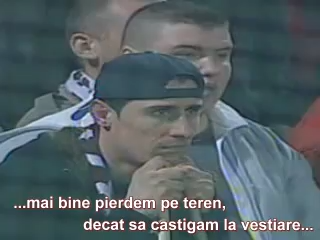 ...mai bine pierdem pe teren,
decat sa castigam la vestiare...